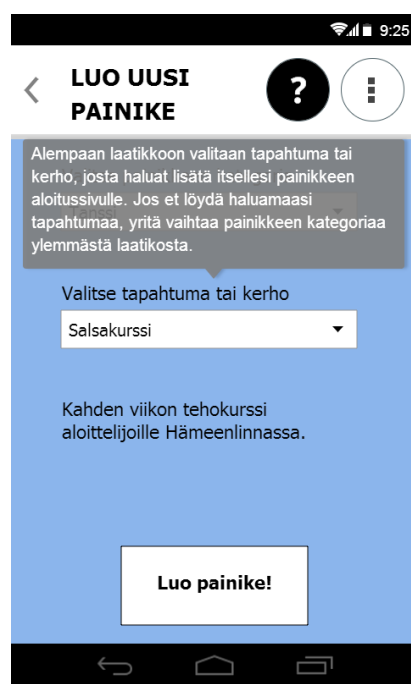 9:25
LUO UUSI
PAINIKE
?
Alempaan laatikkoon valitaan tapahtuma tai
kerho, josta haluat lisätä itsellesi painikkeen
aloitussivulle. Jos et löydä haluamaasi
tapahtumaa, yritä vaihtaa painikkeen kategoriaa
ylemmästä laatikosta.
Tanssi
Valitse tapahtuma tai kerho
Salsakurssi
Kahden viikon tehokurssi
aloittelijoille Hämeenlinnassa.
Luo painike!